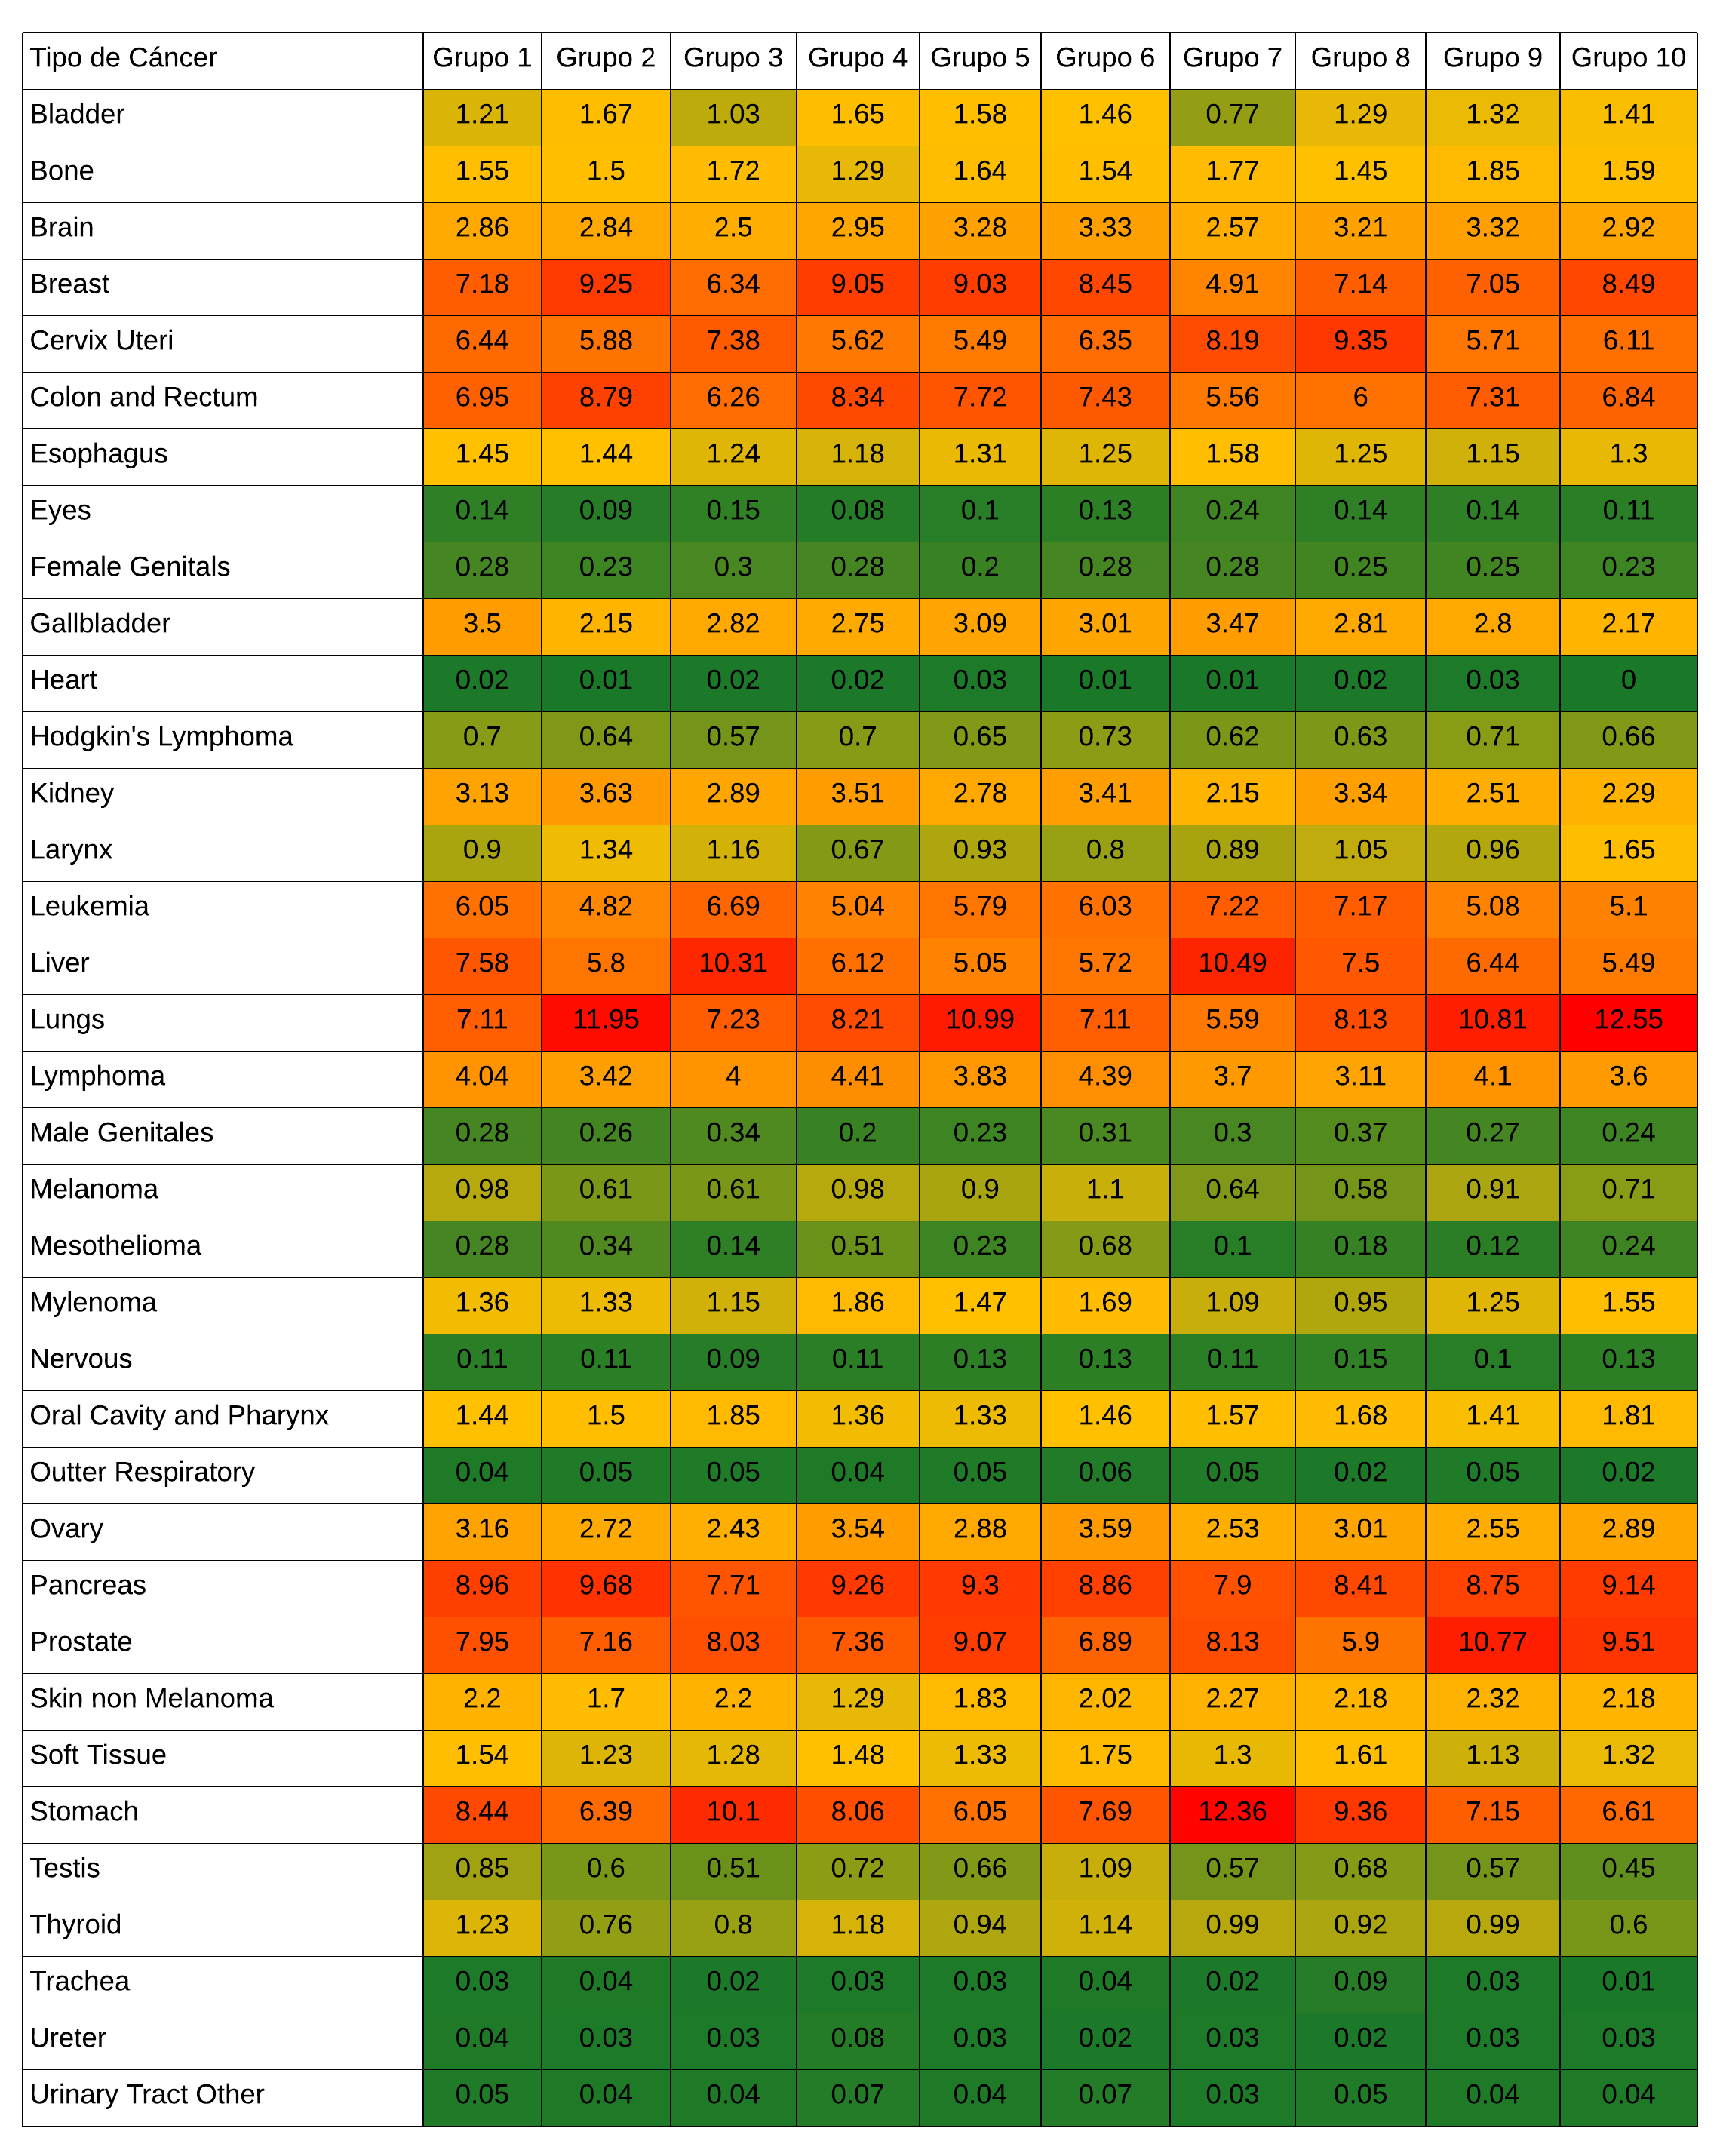 Tipo de Cáncer Grupo 1 Grupo 2 Grupo 3 Grupo 4 Grupo 5 Grupo 6 Grupo 7 Grupo 8 Grupo 9 Grupo 10
Bladder 1.21 1.67 1.03 1.65 1.58 1.46 0.77 1.29 1.32 1.41
Bone 1.55 1.5 1.72 1.29 1.64 1.54 1.77 1.45 1.85 1.59
Brain 2.86 2.84 2.5 2.95 3.28 3.33 2.57 3.21 3.32 2.92
Breast 7.18 9.25 6.34 9.05 9.03 8.45 4.91 7.14 7.05 8.49
Cervix Uteri 6.44 5.88 7.38 5.62 5.49 6.35 8.19 9.35 5.71 6.11
Colon and Rectum 6.95 8.79 6.26 8.34 7.72 7.43 5.56 6 7.31 6.84
Esophagus 1.45 1.44 1.24 1.18 1.31 1.25 1.58 1.25 1.15 1.3
Eyes 0.14 0.09 0.15 0.08 0.1 0.13 0.24 0.14 0.14 0.11
Female Genitals 0.28 0.23 0.3 0.28 0.2 0.28 0.28 0.25 0.25 0.23
Gallbladder 3.5 2.15 2.82 2.75 3.09 3.01 3.47 2.81 2.8 2.17
Heart 0.02 0.01 0.02 0.02 0.03 0.01 0.01 0.02 0.03 0
Hodgkin's Lymphoma 0.7 0.64 0.57 0.7 0.65 0.73 0.62 0.63 0.71 0.66
Kidney 3.13 3.63 2.89 3.51 2.78 3.41 2.15 3.34 2.51 2.29
Larynx 0.9 1.34 1.16 0.67 0.93 0.8 0.89 1.05 0.96 1.65
Leukemia 6.05 4.82 6.69 5.04 5.79 6.03 7.22 7.17 5.08 5.1
Liver 7.58 5.8 10.31 6.12 5.05 5.72 10.49 7.5 6.44 5.49
Lungs 7.11 11.95 7.23 8.21 10.99 7.11 5.59 8.13 10.81 12.55
Lymphoma 4.04 3.42 4 4.41 3.83 4.39 3.7 3.11 4.1 3.6
Male Genitales 0.28 0.26 0.34 0.2 0.23 0.31 0.3 0.37 0.27 0.24
Melanoma 0.98 0.61 0.61 0.98 0.9 1.1 0.64 0.58 0.91 0.71
Mesothelioma 0.28 0.34 0.14 0.51 0.23 0.68 0.1 0.18 0.12 0.24
Mylenoma 1.36 1.33 1.15 1.86 1.47 1.69 1.09 0.95 1.25 1.55
Nervous 0.11 0.11 0.09 0.11 0.13 0.13 0.11 0.15 0.1 0.13
Oral Cavity and Pharynx 1.44 1.5 1.85 1.36 1.33 1.46 1.57 1.68 1.41 1.81
Outter Respiratory 0.04 0.05 0.05 0.04 0.05 0.06 0.05 0.02 0.05 0.02
Ovary 3.16 2.72 2.43 3.54 2.88 3.59 2.53 3.01 2.55 2.89
Pancreas 8.96 9.68 7.71 9.26 9.3 8.86 7.9 8.41 8.75 9.14
Prostate 7.95 7.16 8.03 7.36 9.07 6.89 8.13 5.9 10.77 9.51
Skin non Melanoma 2.2 1.7 2.2 1.29 1.83 2.02 2.27 2.18 2.32 2.18
Soft Tissue 1.54 1.23 1.28 1.48 1.33 1.75 1.3 1.61 1.13 1.32
Stomach 8.44 6.39 10.1 8.06 6.05 7.69 12.36 9.36 7.15 6.61
Testis 0.85 0.6 0.51 0.72 0.66 1.09 0.57 0.68 0.57 0.45
Thyroid 1.23 0.76 0.8 1.18 0.94 1.14 0.99 0.92 0.99 0.6
Trachea 0.03 0.04 0.02 0.03 0.03 0.04 0.02 0.09 0.03 0.01
Ureter 0.04 0.03 0.03 0.08 0.03 0.02 0.03 0.02 0.03 0.03
Urinary Tract Other 0.05 0.04 0.04 0.07 0.04 0.07 0.03 0.05 0.04 0.04